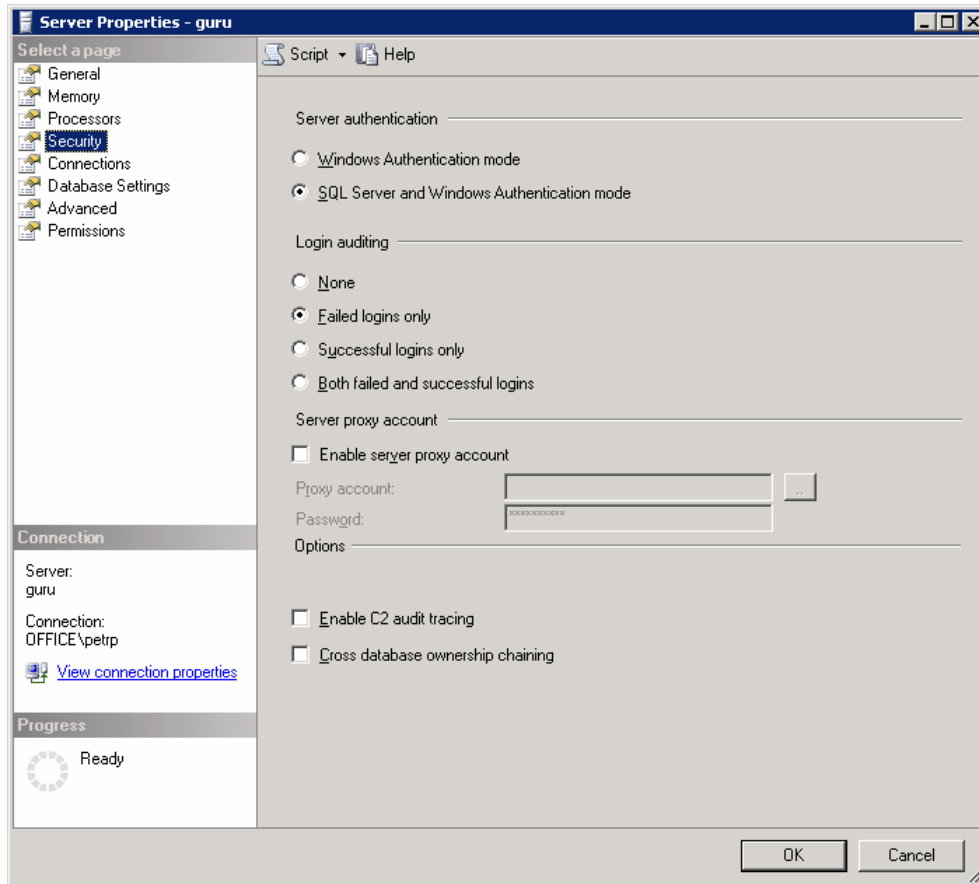 Server Properties - guru
Select a page
General
Memory
Processors
Security
Connections
Database Settings
Advanced
Permissions
Connection
Server:
guru
Connection:
OFFICE\petrp
View connection properties
Progress
Ready
Script Help
Server authentication
Windows Authentication mode
SQL Server and Windows Authentication mode
Login auditing
None
Failed logins only
Successful logins only
Both failed and successful logins
Server proxy account
Enable server proxy account
Proxy account:
..
Password: **********
Options
Enable C2 audit tracing
Cross database ownership chaining
OK Cancel